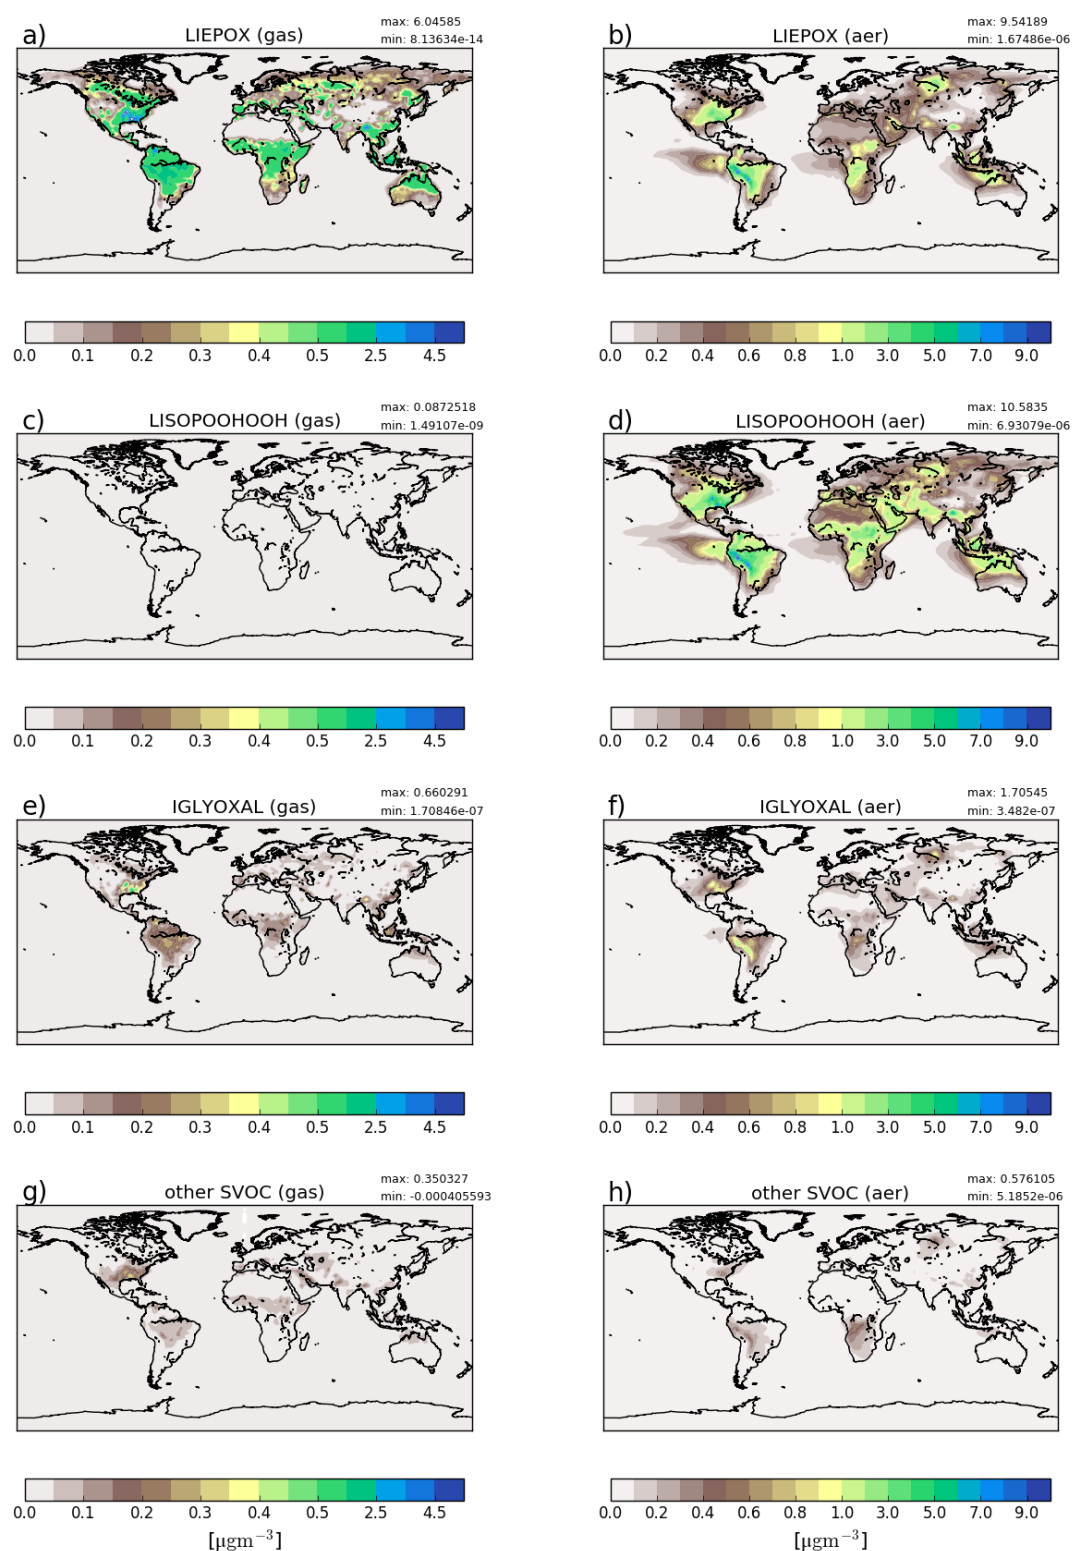 a) LIEPOX (gas) max: 6.04585
min: 8.13634e-14
b) LIEPOX (aer) max: 9.54189
min: 1.67486e-06
0.0 0.1 0.2 0.3 0.4 0.5 2.5 4.5
0.0 0.2 0.4 0.6 0.8 1.0 3.0 5.0 7.0 9.0
c) LISOPOOHOOH (gas) max: 0.0872518
min: 1.49107e-09
d) LISOPOOHOOH (aer) max: 10.5835
min: 6.93079e-06
0.0 0.1 0.2 0.3 0.4 0.5 2.5 4.5
0.0 0.2 0.4 0.6 0.8 1.0 3.0 5.0 7.0 9.0
e) IGLYOXAL (gas) max: 0.660291
min: 1.70846e-07
f) IGLYOXAL (aer) max: 1.70545
min: 3.482e-07
0.0 0.1 0.2 0.3 0.4 0.5 2.5 4.5
0.0 0.2 0.4 0.6 0.8 1.0 3.0 5.0 7.0 9.0
g) other SVOC (gas) max: 0.350327
min: -0.000405593
h) other SVOC (aer) max: 0.576105
min: 5.1852e-06
0.0 0.1 0.2 0.3 0.4 0.5 2.5 4.5
[μgm⁻³]
0.0 0.2 0.4 0.6 0.8 1.0 3.0 5.0 7.0 9.0
[μgm⁻³]